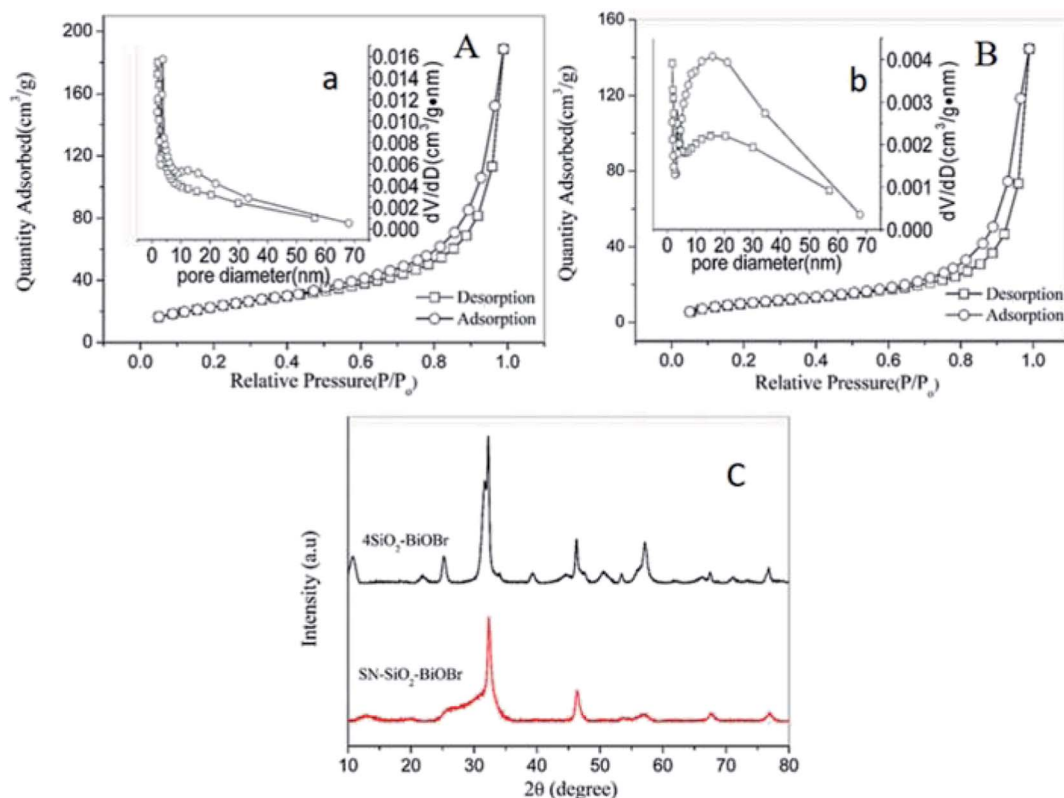 A
a
200
160
120
80
40
0
Quantity Adsorbed(cm³/g)
0.016
0.014
0.012
0.010
0.008
0.006
0.004
0.002
0.000
dV/dD(cm³/g•nm)
0 10 20 30 40 50 60 70
pore diameter(nm)
Desorption
Adsorption
0.0 0.2 0.4 0.6 0.8 1.0
Relative Pressure(P/Pₒ)
B
b
160
120
80
40
0
Quantity Adsorbed(cm³/g)
0.004
0.003
0.002
0.001
0.000
dV/dD(cm³/g•nm)
0 10 20 30 40 50 60 70
pore diameter(nm)
Desorption
Adsorption
0.0 0.2 0.4 0.6 0.8 1.0
Relative Pressure(P/Pₒ)
C
4SiO₂-BiOBr
SN-SiO₂-BiOBr
Intensity (a.u)
10 20 30 40 50 60 70 80
2θ (degree)